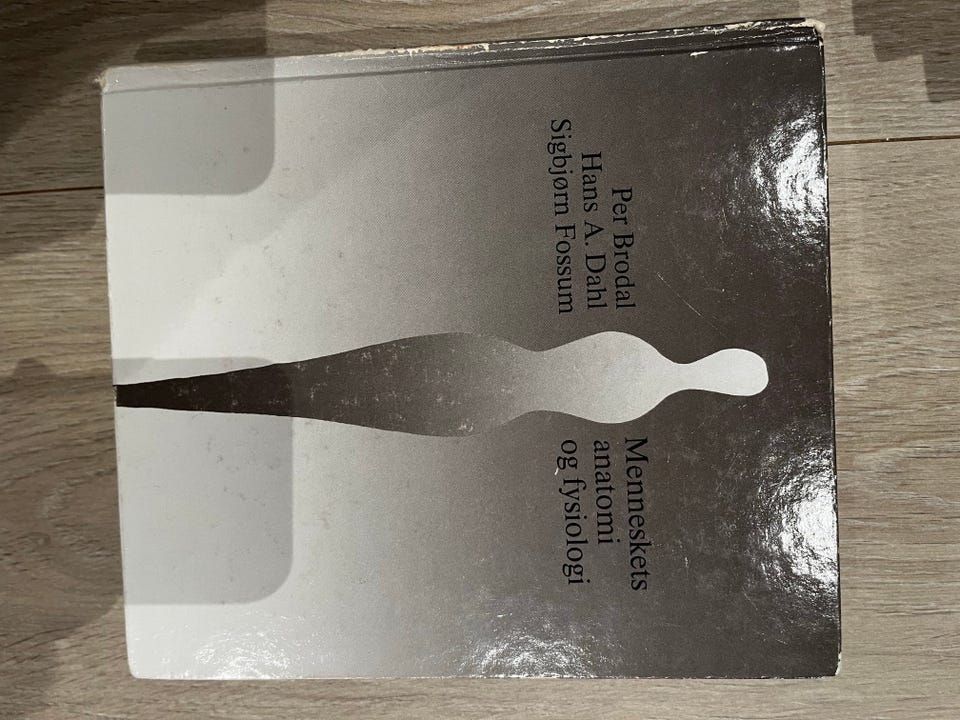 Per Brodal
Hans A. Dahl
Sigbjørn Fossum
Menneskets
anatomi
og fysiologi